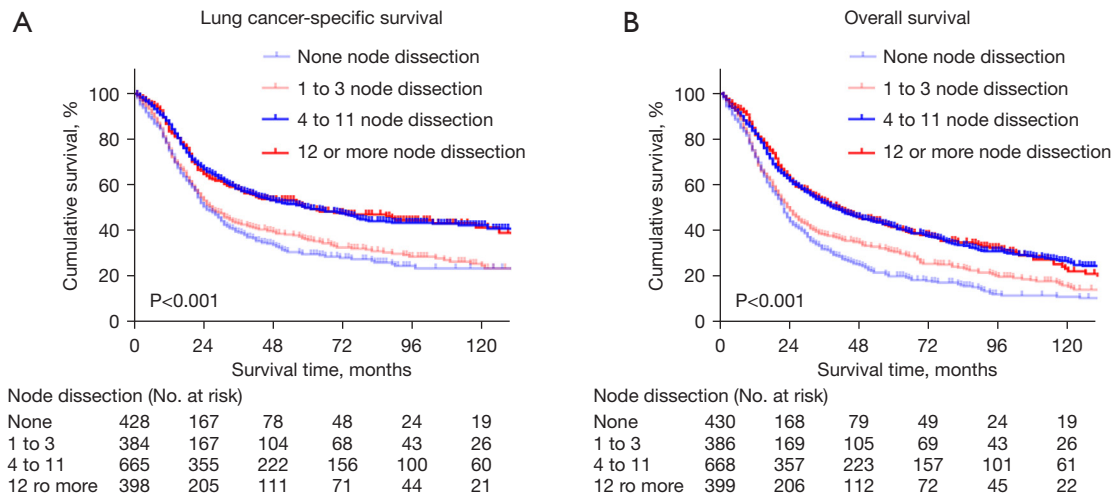 A
Lung cancer-specific survival
None node dissection
1 to 3 node dissection
4 to 11 node dissection
12 or more node dissection
Cumulative survival, %
100
80
60
40
20
0
P<0.001
0 24 48 72 96 120
Survival time, months
Node dissection (No. at risk)
None 428 167 78 48 24 19
1 to 3 384 167 104 68 43 26
4 to 11 665 355 222 156 100 60
12 ro more 398 205 111 71 44 21
B
Overall survival
None node dissection
1 to 3 node dissection
4 to 11 node dissection
12 or more node dissection
Cumulative survival, %
100
80
60
40
20
0
P<0.001
0 24 48 72 96 120
Survival time, months
Node dissection (No. at risk)
None 430 168 79 49 24 19
1 to 3 386 169 105 69 43 26
4 to 11 668 357 223 157 101 61
12 ro more 399 206 112 72 45 22